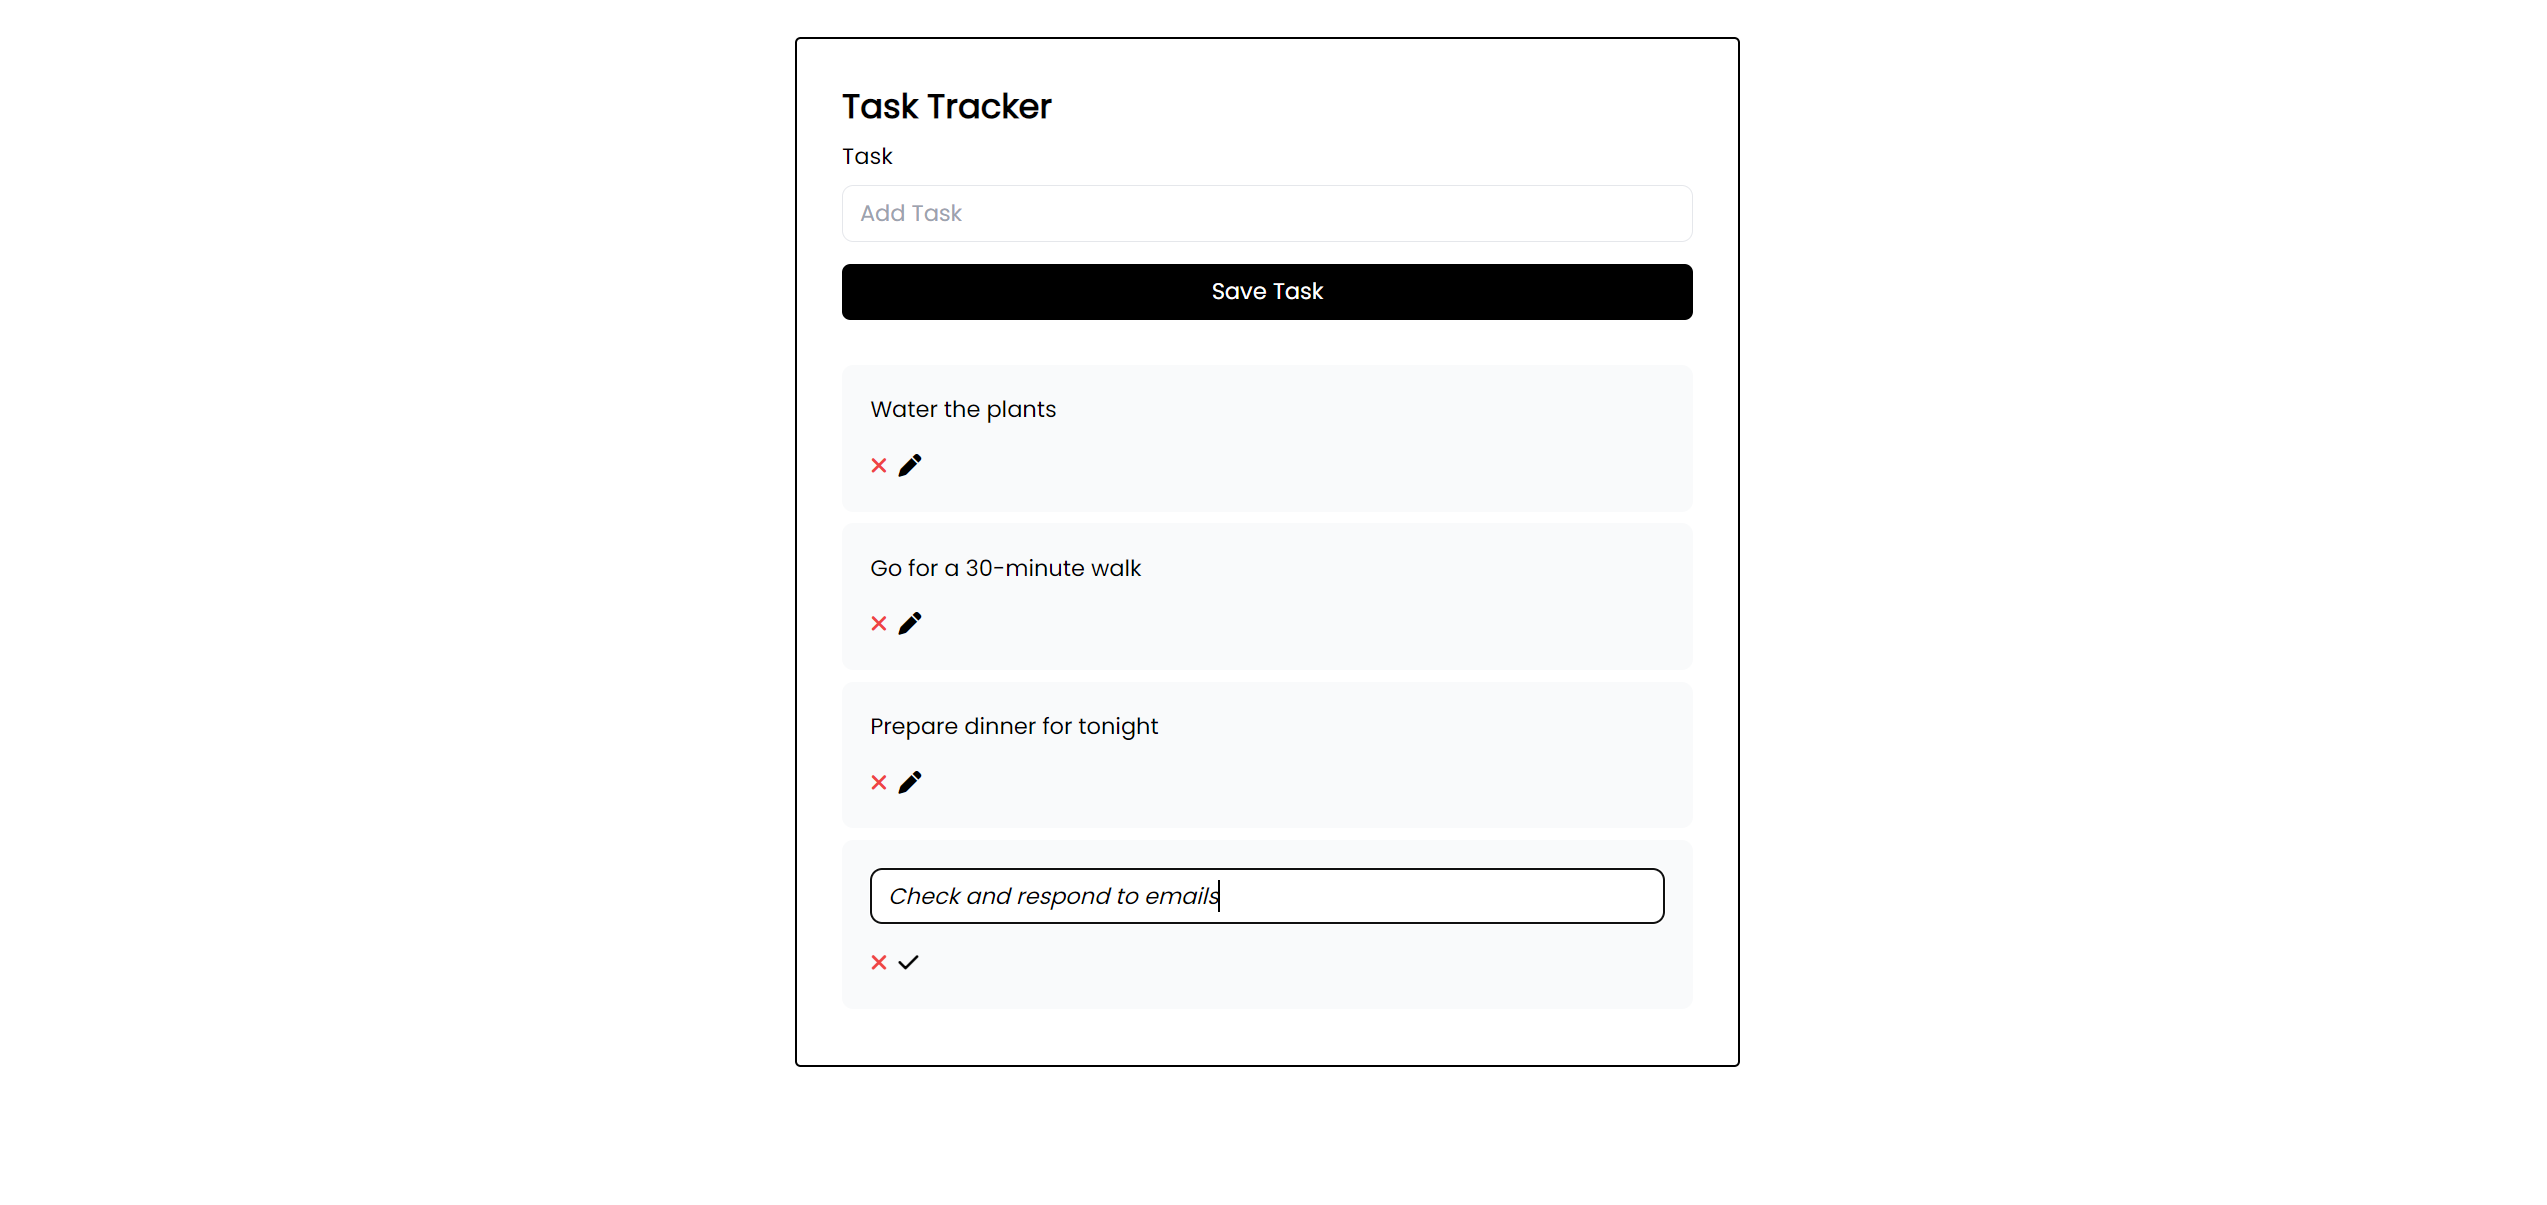 Task Tracker
Task
Add Task
Save Task
Water the plants
Go for a 30-minute walk
Prepare dinner for tonight
Check and respond to emails